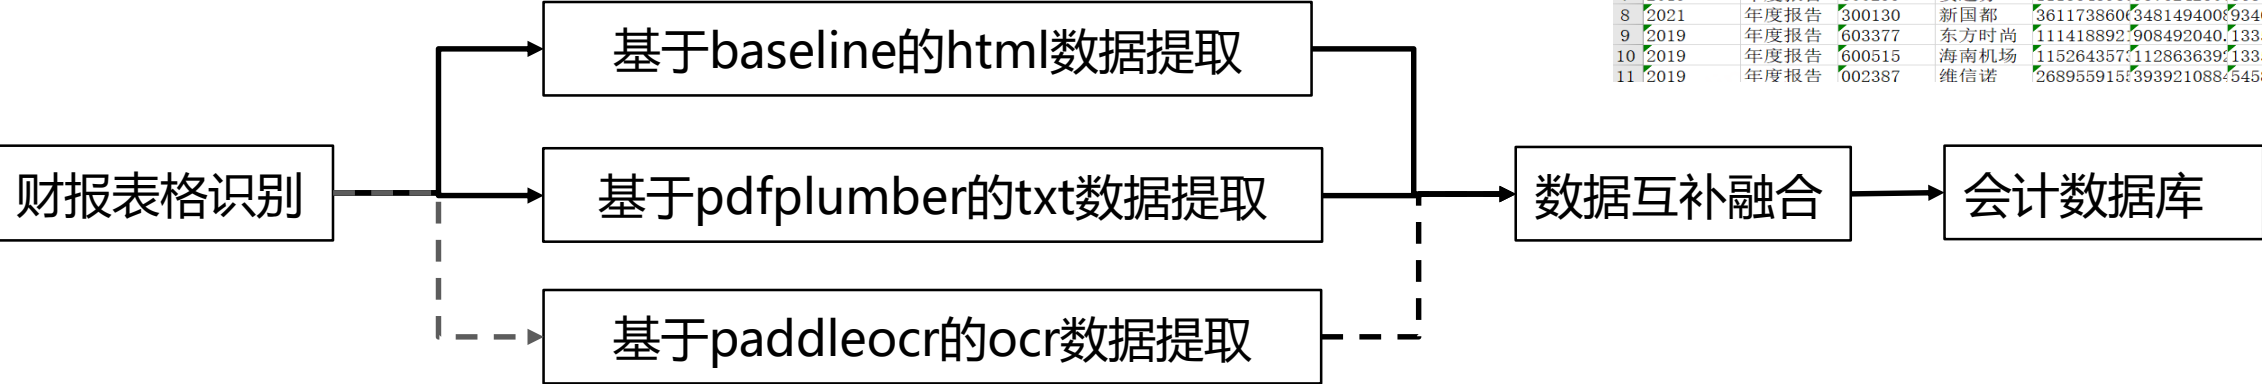 基于baseline的html数据提取
财报表格识别
基于pdfplumber的txt数据提取
数据互补融合
会计数据库
基于paddleocr的ocr数据提取
8 2021 年度报告 300130 新国都
9 2019 年度报告 603377 东方时尚
10 2019 年度报告 600515 海南机场
11 2019 年度报告 002387 维信诺